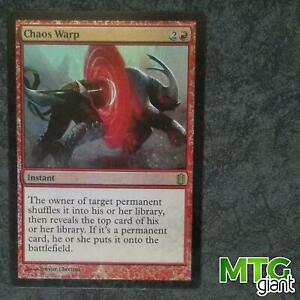 Chaos Warp 2
Instant
The owner of target permanent
shuffles it into his or her library,
then reveals the top card of his
or her library. If it's a permanent
card, he or she puts it onto the
battlefield.
Trevor Claxton
MTG
giant